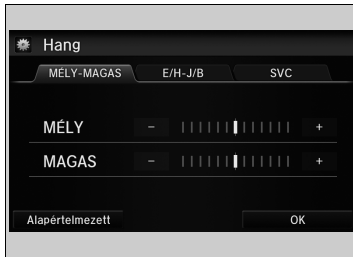 Hang
MÉLY-MAGAS E/H-J/B SVC
MÉLY - +
MAGAS - +
Alapértelmezett OK